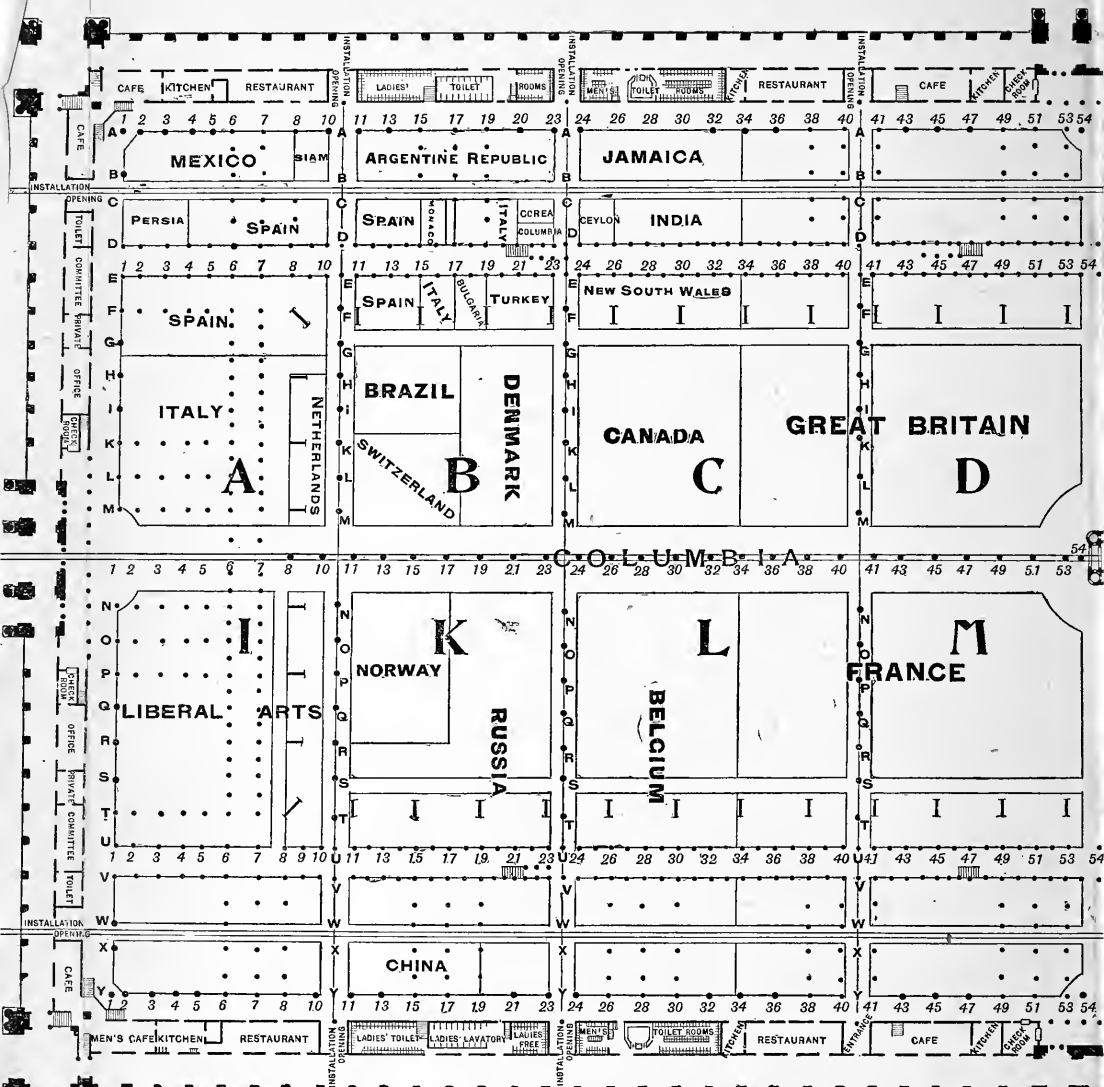 INSTALLATION OPENING INSTALLATION OPENING INSTALLATION OPENING
CAFE KITCHEN RESTAURANT LADIES' TOILET ROOMS MEN'S TOILET ROOMS KITCHEN RESTAURANT CAFE KITCHEN CHECK ROOM
1 2 3 4 5 6 7 8 10 11 13 15 17 19 20 23 24 26 28 30 32 34 36 38 40 41 43 45 47 49 51 53 54
CAFE
A A A A
MEXICO SIAM ARGENTINE REPUBLIC JAMAICA
B B B B
INSTALLATION OPENING
C C C C
PERSIA SPAIN SPAIN MONACO ITALY COREA COLUMBIA CEYLON INDIA
D D D D
TOILET COMMITTEE PRIVATE OFFICE CHECK ROOM
1 2 3 4 5 6 7 8 10 11 13 15 17 19 21 23 24 26 28 30 32 34 36 38 40 41 43 45 47 49 51 53 54
E E E E
SPAIN ITALY BULGARIA TURKEY NEW SOUTH WALES
F F F F
SPAIN I I I I I I I I I I I
G G G G
H H H H
BRAZIL DENMARK
I I I I
ITALY NETHERLANDS CANADA GREAT BRITAIN
K K K K
SWITZERLAND
A B C D
L L L L
M M M M
COLUMBIA
1 2 3 4 5 6 7 8 10 11 13 15 17 19 21 23 24 26 28 30 32 34 36 38 40 41 43 45 47 49 51 53 54
N N N N
O O O O
I K L M
P P P P
NORWAY FRANCE
CHECK ROOM OFFICE PRIVATE COMMITTEE TOILET
Q Q Q Q
LIBERAL ARTS RUSSIA BELGIUM
R R R R
S S S S
T T T T
I I I I I I I I I I I I
U U U U
1 2 3 4 5 6 7 8 9 10 11 13 15 17 19 21 23 24 26 28 30 32 34 36 38 40 41 43 45 47 49 51 53 54
V V V V
W W W W
INSTALLATION OPENING
X X X X
CHINA
CAFE
Y Y Y Y
1 2 3 4 5 6 7 8 10 11 13 15 17 19 21 23 24 26 28 30 32 34 36 38 40 41 43 45 47 49 51 53 54
MEN'S CAFE KITCHEN RESTAURANT LADIES' TOILET LADIES' LAVATORY LADIES FREE MEN'S TOILET ROOMS KITCHEN RESTAURANT ENTRANCE CAFE KITCHEN CHECK ROOM
INSTALLATION OPENING INSTALLATION OPENING